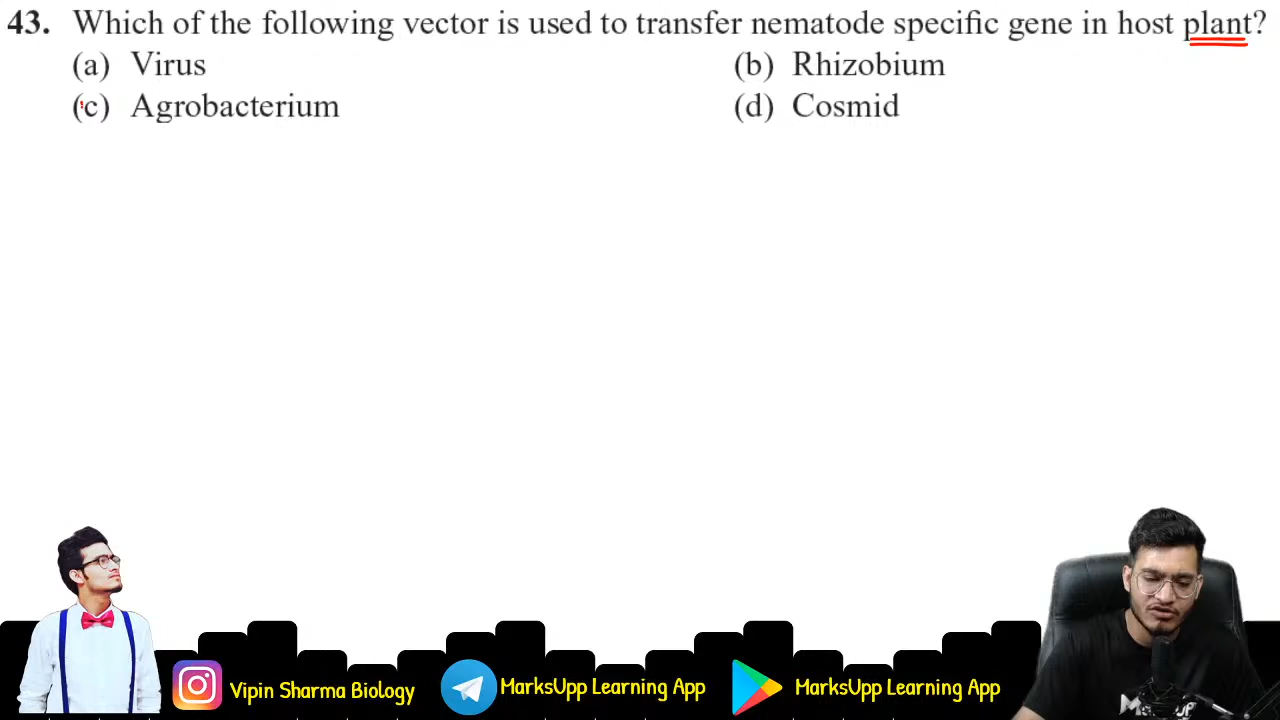 43. Which of the following vector is used to transfer nematode specific gene in host plant?
(a) Virus (b) Rhizobium
(c) Agrobacterium (d) Cosmid
Vipin Sharma Biology MarksUpp Learning App MarksUpp Learning App